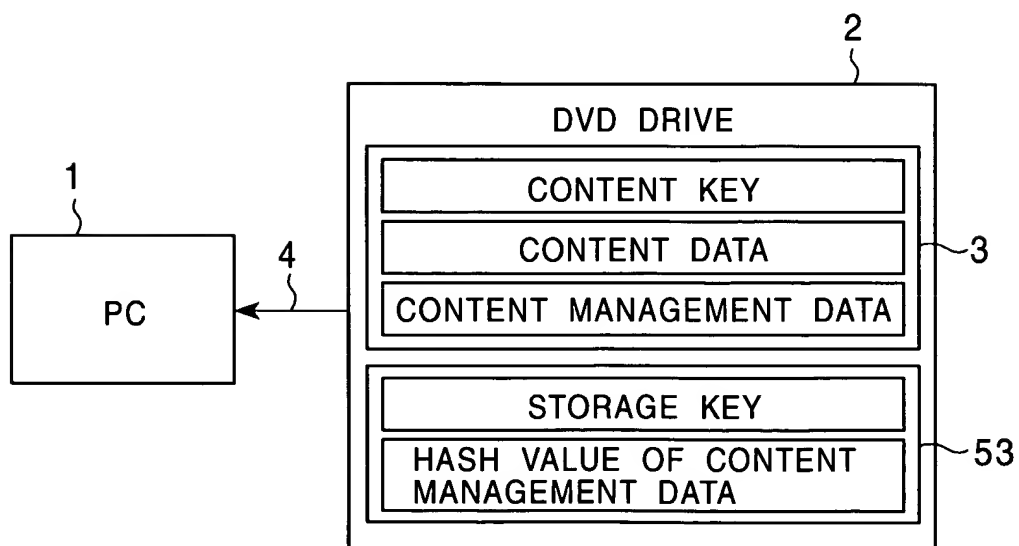 2
DVD DRIVE
1
CONTENT KEY
4
CONTENT DATA
3
PC
CONTENT MANAGEMENT DATA
STORAGE KEY
53
HASH VALUE OF CONTENT
MANAGEMENT DATA